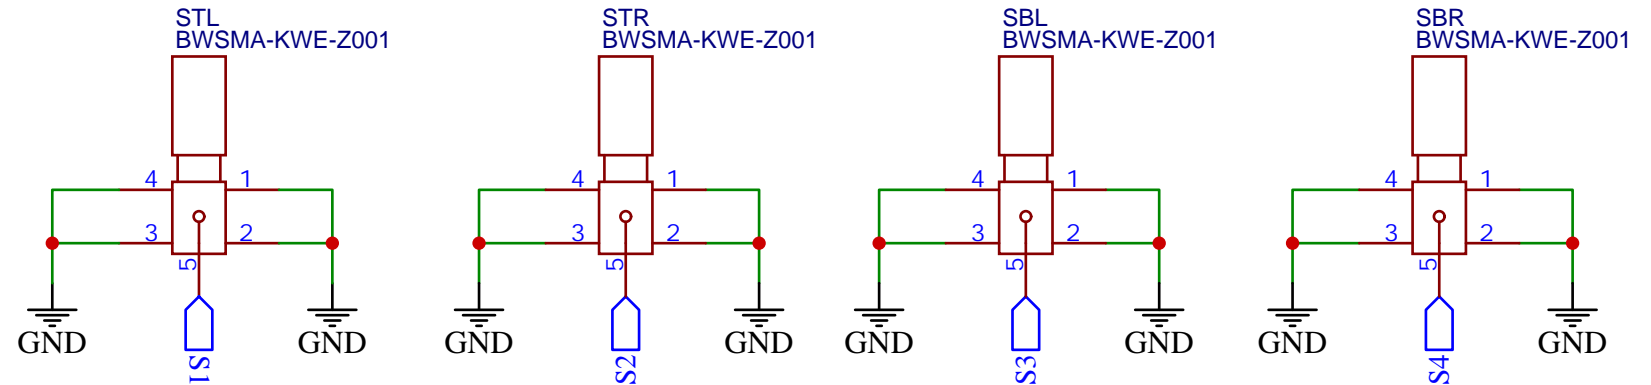 STL
BWSMA-KWE-Z001
4
1
3
2
5
GND
S1
GND
STR
BWSMA-KWE-Z001
4
1
3
2
5
GND
S2
GND
SBL
BWSMA-KWE-Z001
4
1
3
2
5
GND
S3
GND
SBR
BWSMA-KWE-Z001
4
1
3
2
5
GND
S4
GND